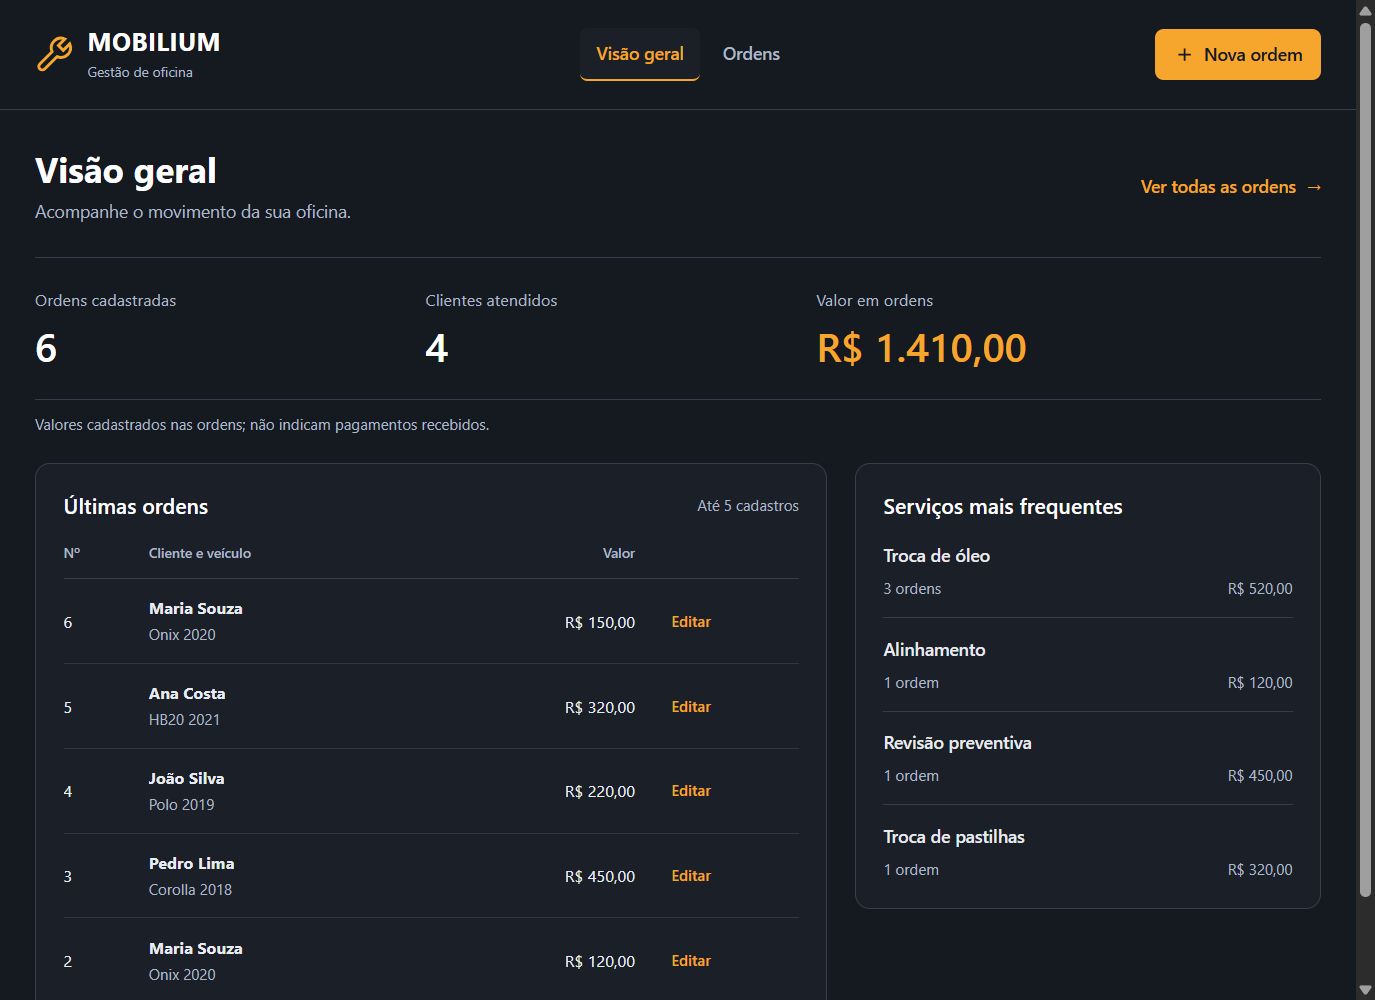 MOBILIUM
Gestão de oficina
Visão geral
Ordens
+ Nova ordem
Visão geral
Acompanhe o movimento da sua oficina.
Ver todas as ordens →
Ordens cadastradas
6
Clientes atendidos
4
Valor em ordens
R$ 1.410,00
Valores cadastrados nas ordens; não indicam pagamentos recebidos.
Últimas ordens
Até 5 cadastros
Nº Cliente e veículo Valor
6 Maria Souza R$ 150,00 Editar
Onix 2020
5 Ana Costa R$ 320,00 Editar
HB20 2021
4 João Silva R$ 220,00 Editar
Polo 2019
3 Pedro Lima R$ 450,00 Editar
Corolla 2018
2 Maria Souza R$ 120,00 Editar
Onix 2020
Serviços mais frequentes
Troca de óleo
3 ordens R$ 520,00
Alinhamento
1 ordem R$ 120,00
Revisão preventiva
1 ordem R$ 450,00
Troca de pastilhas
1 ordem R$ 320,00